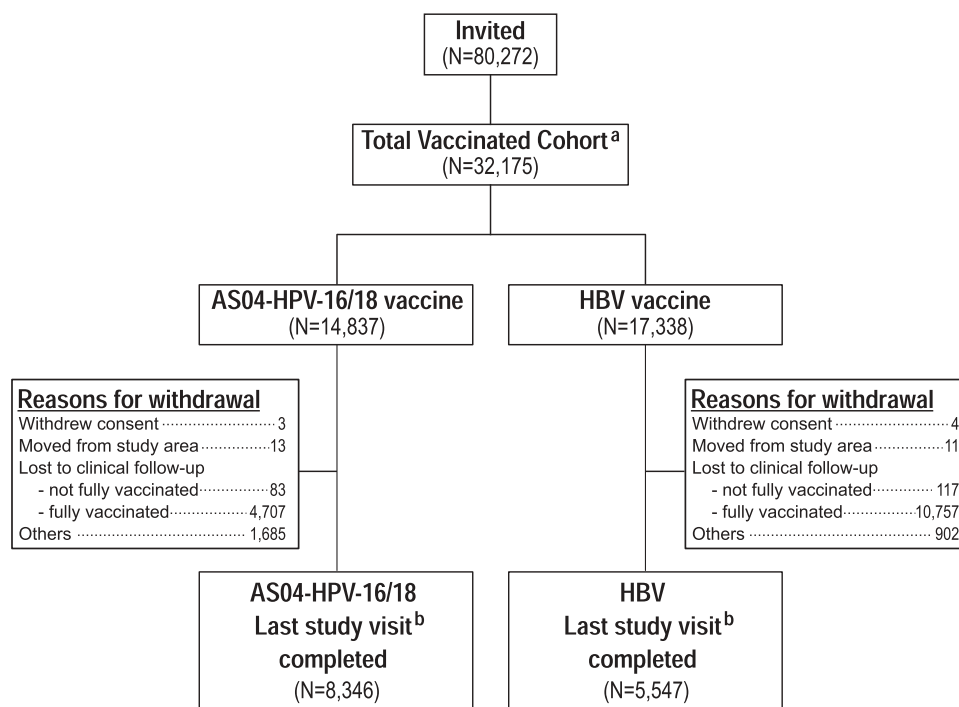 Invited
(N=80,272)
Total Vaccinated Cohort a
(N=32,175)
AS04-HPV-16/18 vaccine
(N=14,837)
HBV vaccine
(N=17,338)
Reasons for withdrawal
Withdrew consent 3
Moved from study area 13
Lost to clinical follow-up
- not fully vaccinated 83
- fully vaccinated 4,707
Others 1,685
Reasons for withdrawal
Withdrew consent 4
Moved from study area 11
Lost to clinical follow-up
- not fully vaccinated 117
- fully vaccinated 10,757
Others 902
AS04-HPV-16/18
Last study visit b
completed
(N=8,346)
HBV
Last study visit b
completed
(N=5,547)